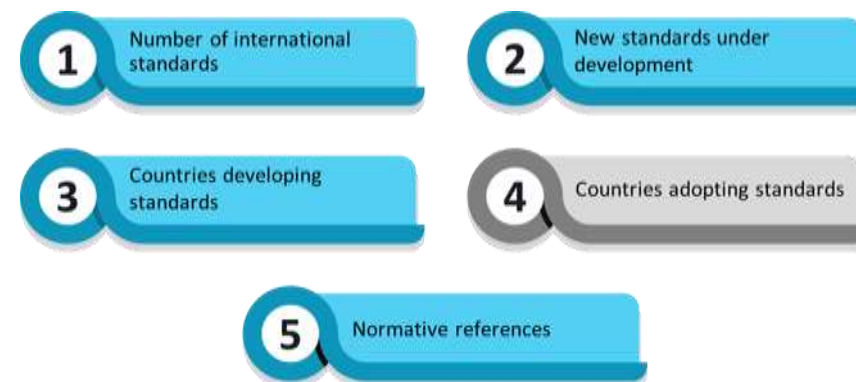 1
Number of international
standards
2
New standards under
development
3
Countries developing
standards
4
Countries adopting standards
5
Normative references